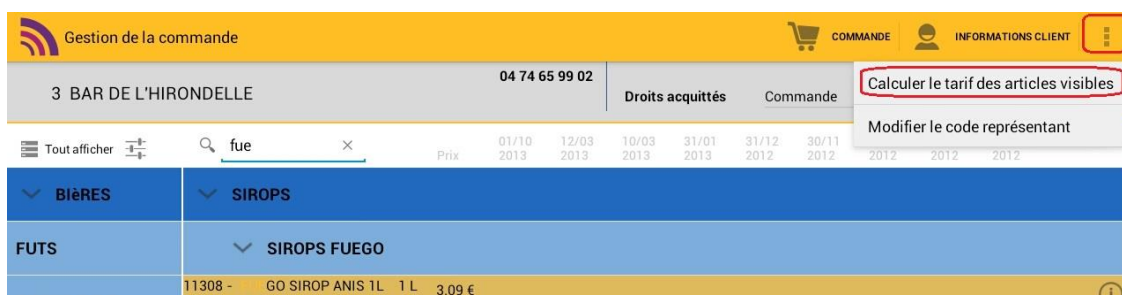 Gestion de la commande
COMMANDE
INFORMATIONS CLIENT
3 BAR DE L'HIRONDELLE
04 74 65 99 02
Droits acquittés
Commande
Calculer le tarif des articles visibles
Modifier le code représentant
Tout afficher
fue
Prix
01/10 2013
12/03 2013
10/03 2013
31/01 2013
31/12 2012
30/11 2012
2012
2012
2012
BIèRES
SIROPS
FUTS
SIROPS FUEGO
11308 - GO SIROP ANIS 1L 1 L
3.09 €